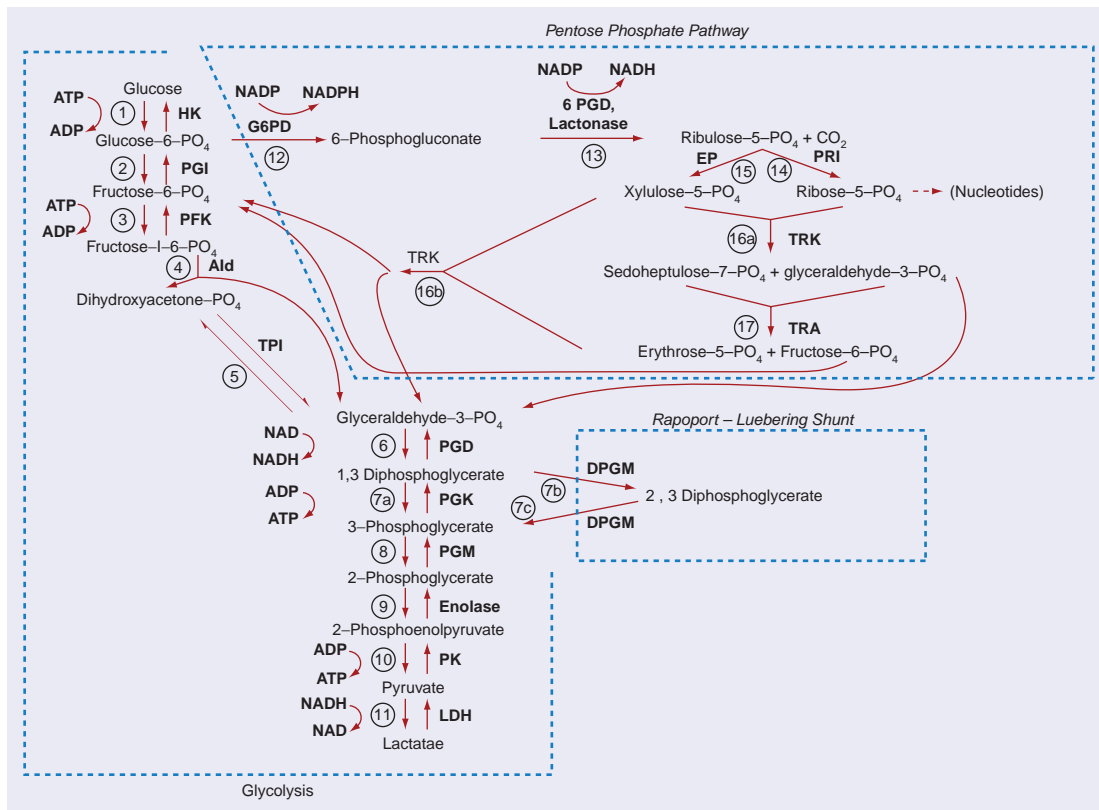 Pentose Phosphate Pathway
Glucose
ATP
ADP
1
HK
Glucose–6–PO4
2
PGI
Fructose–6–PO4
ATP
ADP
3
PFK
Fructose–I–6–PO4
4
Ald
Dihydroxyacetone–PO4
TPI
5
NADP
NADPH
G6PD
12
6–Phosphogluconate
NADP
NADH
6 PGD,
Lactonase
13
Ribulose–5–PO4 + CO2
EP
15
14
PRI
Xylulose–5–PO4
Ribose–5–PO4
(Nucleotides)
16a
TRK
TRK
16b
Sedoheptulose–7–PO4 + glyceraldehyde–3–PO4
17
TRA
Erythrose–5–PO4 + Fructose–6–PO4
Glyceraldehyde–3–PO4
NAD
NADH
6
PGD
1,3 Diphosphoglycerate
ADP
ATP
7a
PGK
3–Phosphoglycerate
8
PGM
2–Phosphoglycerate
9
Enolase
2–Phosphoenolpyruvate
ADP
ATP
10
PK
Pyruvate
NADH
NAD
11
LDH
Lactatae
Rapoport – Luebering Shunt
DPGM
7b
2 , 3 Diphosphoglycerate
7c
DPGM
Glycolysis